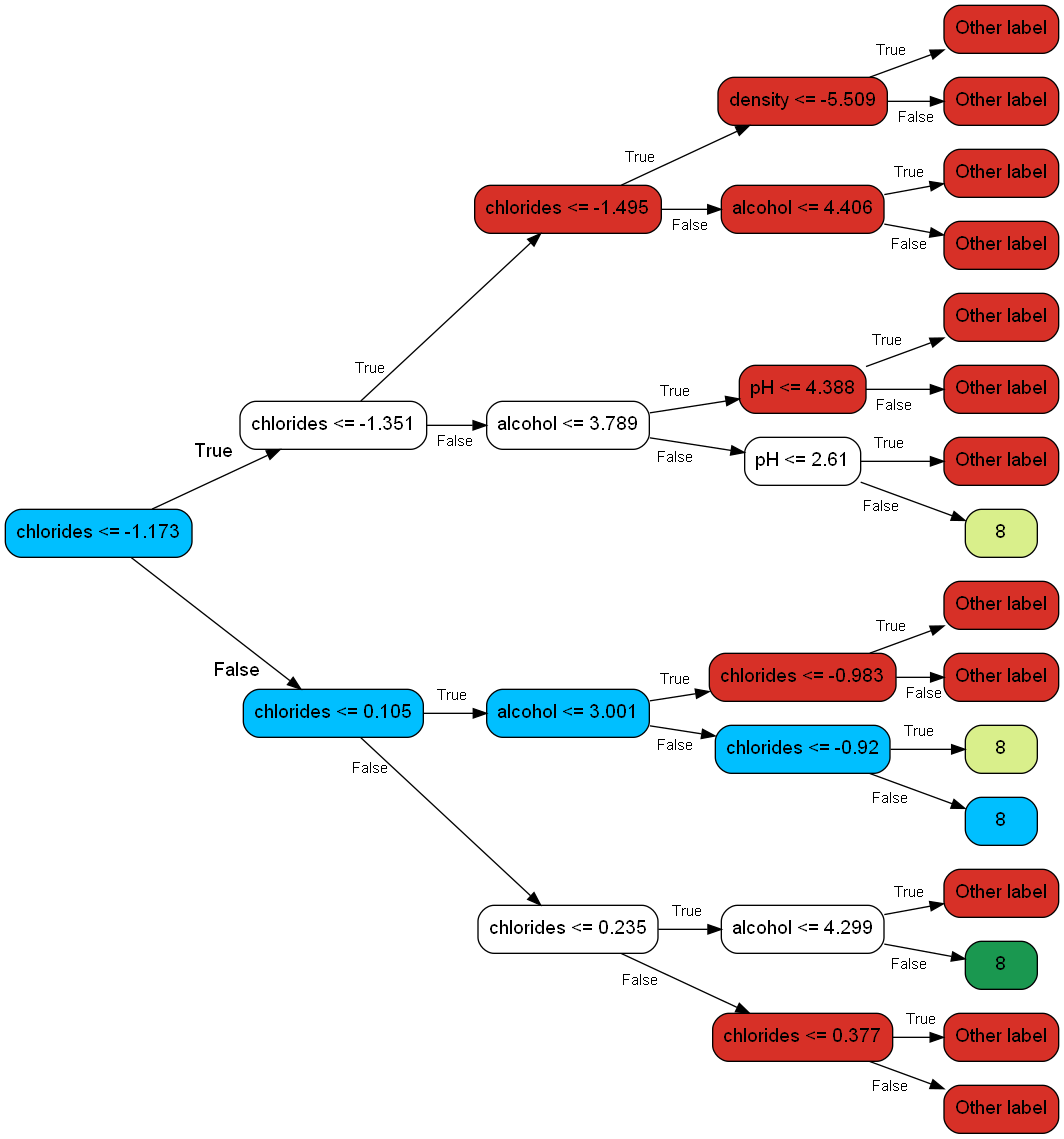 Other label
True
density <= -5.509
Other label
False
True
Other label
True
chlorides <= -1.495
alcohol <= 4.406
False
Other label
False
Other label
True
True
pH <= 4.388
Other label
True
False
chlorides <= -1.351
alcohol <= 3.789
False
True
True
pH <= 2.61
Other label
False
False
chlorides <= -1.173
8
Other label
True
False
True
chlorides <= -0.983
Other label
True
False
chlorides <= 0.105
alcohol <= 3.001
True
False
chlorides <= -0.92
8
False
False
8
True
Other label
True
chlorides <= 0.235
alcohol <= 4.299
False
8
False
True
chlorides <= 0.377
Other label
False
Other label